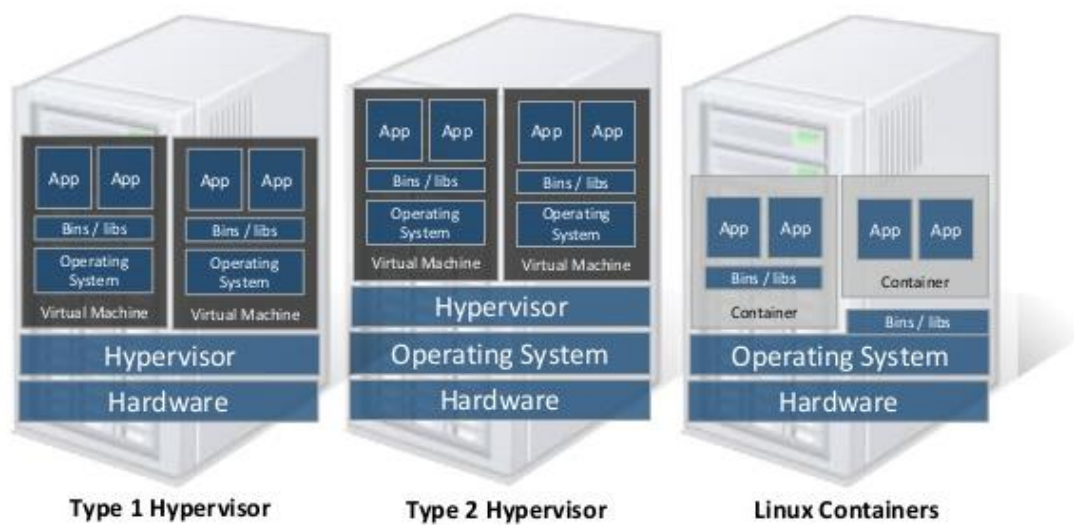 App App
Bins / libs
Operating
System
Virtual Machine
App App
Bins / libs
Operating
System
Virtual Machine
Hypervisor
Hardware
Type 1 Hypervisor
App App
Bins / libs
Operating
System
Virtual Machine
App App
Bins / libs
Operating
System
Virtual Machine
Hypervisor
Operating System
Hardware
Type 2 Hypervisor
App App
Bins / libs
Container
App App
Container
Bins / libs
Operating System
Hardware
Linux Containers